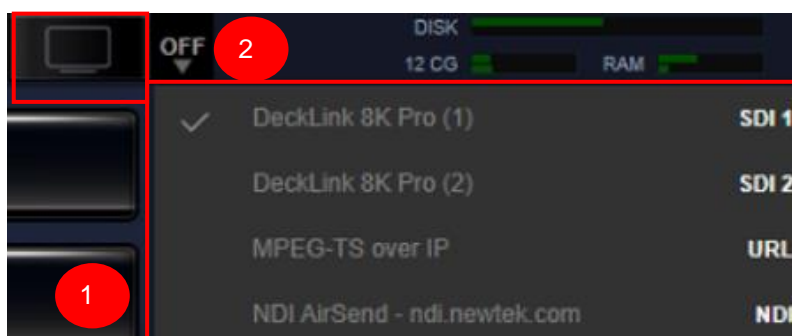 OFF 2 DISK
12 CG RAM
DeckLink 8K Pro (1) SDI 1
DeckLink 8K Pro (2) SDI 2
MPEG-TS over IP URL
1
NDI AirSend - ndi.newtek.com NDI